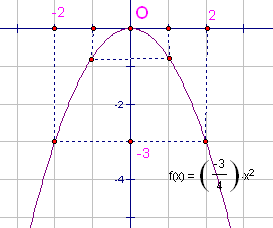 -2 O 2
-2
-3
-4
f(x) = (-3/4)·x²